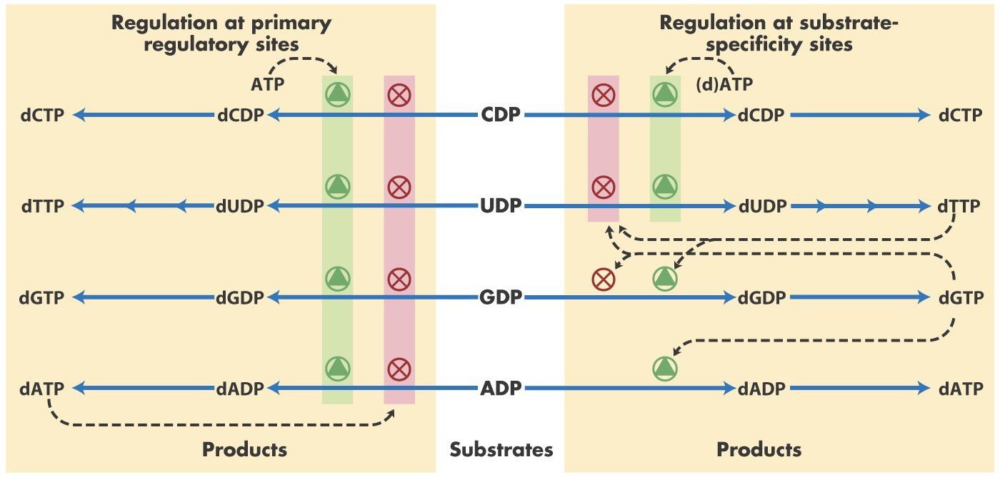 Regulation at primary
regulatory sites
Regulation at substrate-
specificity sites
ATP
(d)ATP
dCTP dCDP CDP dCDP dCTP
dTTP dUDP UDP dUDP dTTP
dGTP dGDP GDP dGDP dGTP
dATP dADP ADP dADP dATP
Products Substrates Products